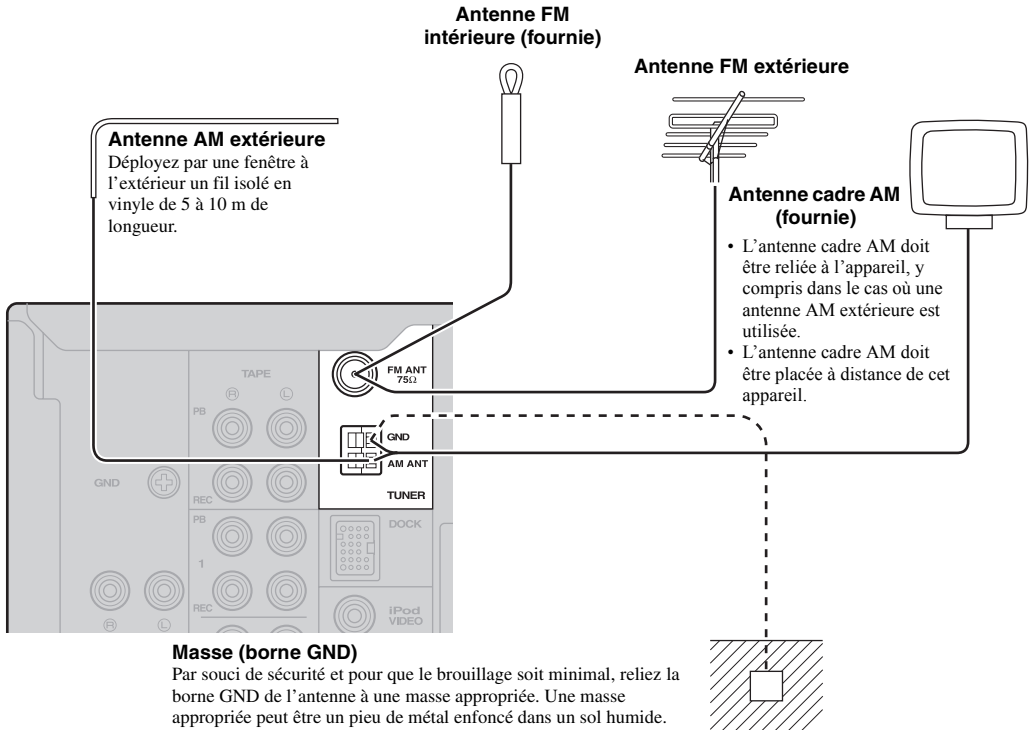 Antenne FM
intérieure (fournie)
Antenne FM extérieure
Antenne AM extérieure
Déployez par une fenêtre à
l'extérieur un fil isolé en
vinyle de 5 à 10 m de
longueur.
Antenne cadre AM
(fournie)
• L'antenne cadre AM doit
être reliée à l'appareil, y
compris dans le cas où une
antenne AM extérieure est
utilisée.
• L'antenne cadre AM doit
être placée à distance de cet
appareil.
TAPE
R L
PB
REC
GND
PB
1
REC
R L
FM ANT
75Ω
GND
AM ANT
TUNER
DOCK
iPod
VIDEO
Masse (borne GND)
Par souci de sécurité et pour que le brouillage soit minimal, reliez la
borne GND de l'antenne à une masse appropriée. Une masse
appropriée peut être un pieu de métal enfoncé dans un sol humide.